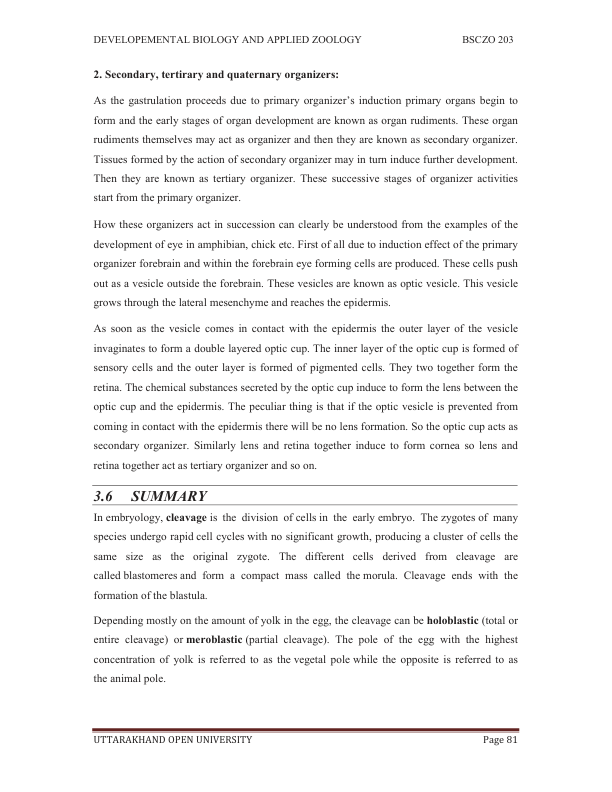 DEVELOPEMENTAL BIOLOGY AND APPLIED ZOOLOGY BSCZO 203
2. Secondary, tertirary and quaternary organizers:
As the gastrulation proceeds due to primary organizer's induction primary organs begin to
form and the early stages of organ development are known as organ rudiments. These organ
rudiments themselves may act as organizer and then they are known as secondary organizer.
Tissues formed by the action of secondary organizer may in turn induce further development.
Then they are known as tertiary organizer. These successive stages of organizer activities
start from the primary organizer.
How these organizers act in succession can clearly be understood from the examples of the
development of eye in amphibian, chick etc. First of all due to induction effect of the primary
organizer forebrain and within the forebrain eye forming cells are produced. These cells push
out as a vesicle outside the forebrain. These vesicles are known as optic vesicle. This vesicle
grows through the lateral mesenchyme and reaches the epidermis.
As soon as the vesicle comes in contact with the epidermis the outer layer of the vesicle
invaginates to form a double layered optic cup. The inner layer of the optic cup is formed of
sensory cells and the outer layer is formed of pigmented cells. They two together form the
retina. The chemical substances secreted by the optic cup induce to form the lens between the
optic cup and the epidermis. The peculiar thing is that if the optic vesicle is prevented from
coming in contact with the epidermis there will be no lens formation. So the optic cup acts as
secondary organizer. Similarly lens and retina together induce to form cornea so lens and
retina together act as tertiary organizer and so on.
3.6 SUMMARY
In embryology, cleavage is the division of cells in the early embryo. The zygotes of many
species undergo rapid cell cycles with no significant growth, producing a cluster of cells the
same size as the original zygote. The different cells derived from cleavage are
called blastomeres and form a compact mass called the morula. Cleavage ends with the
formation of the blastula.
Depending mostly on the amount of yolk in the egg, the cleavage can be holoblastic (total or
entire cleavage) or meroblastic (partial cleavage). The pole of the egg with the highest
concentration of yolk is referred to as the vegetal pole while the opposite is referred to as
the animal pole.
UTTARAKHAND OPEN UNIVERSITY Page 81